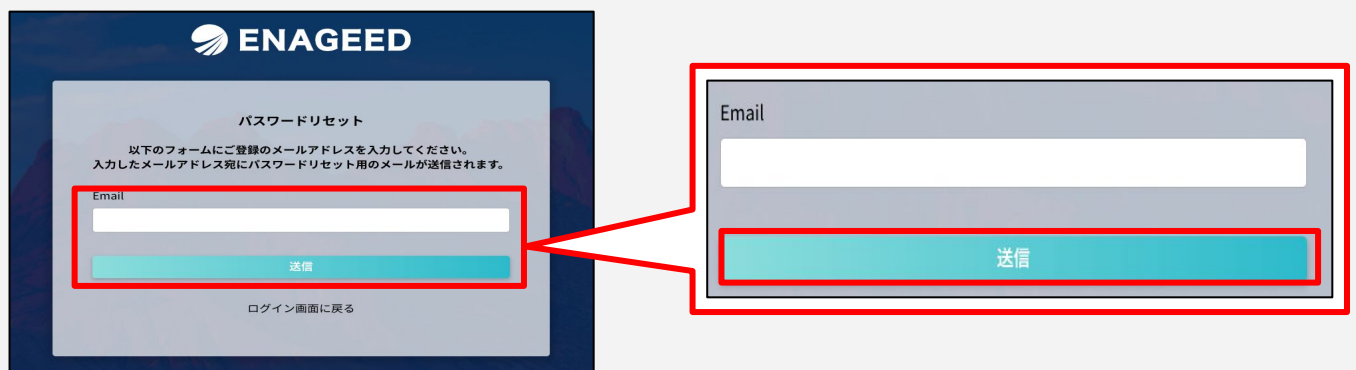 ENAGEED
パスワードリセット
以下のフォームにご登録のメールアドレスを入力してください。
入力したメールアドレス宛にパスワードリセット用のメールが送信されます。
Email
送信
ログイン画面に戻る
Email
送信